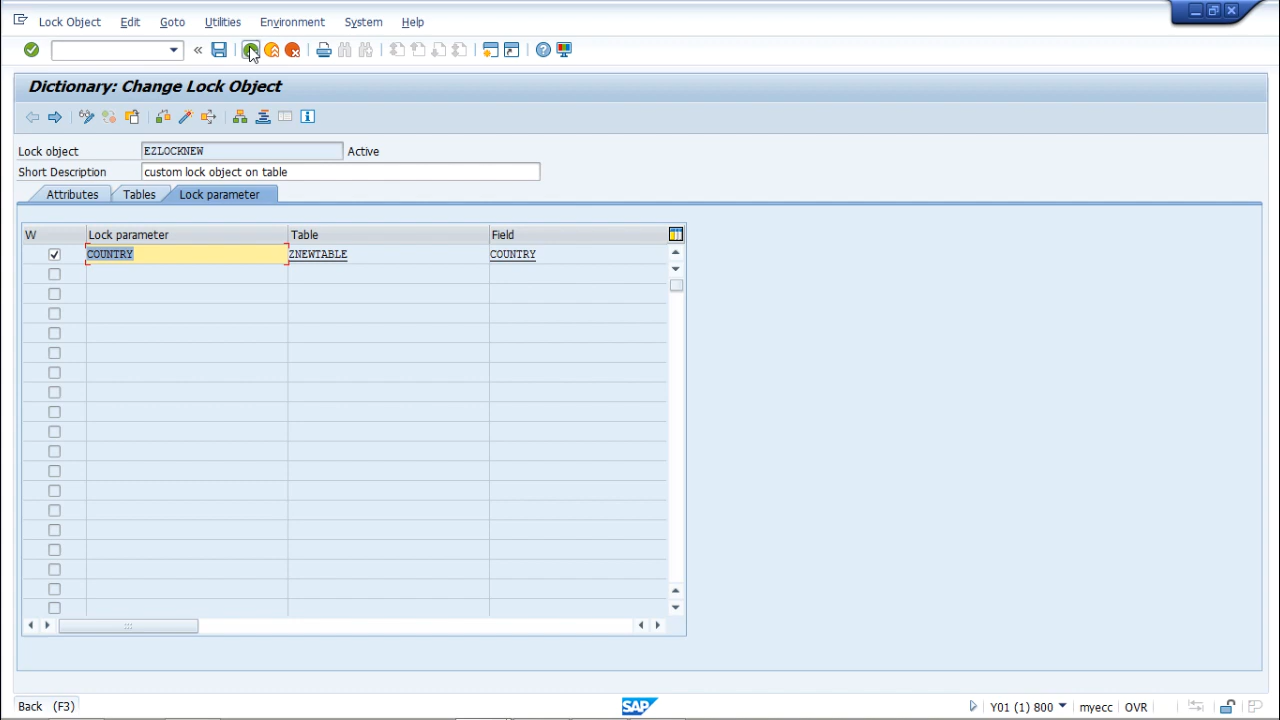 Lock Object Edit Goto Utilities Environment System Help
Dictionary: Change Lock Object
Lock object EZLOCKNEW Active
Short Description custom lock object on table
Attributes Tables Lock parameter
W Lock parameter Table Field
COUNTRY ZNEWTABLE COUNTRY
Back (F3) SAP Y01 (1) 800 myecc OVR